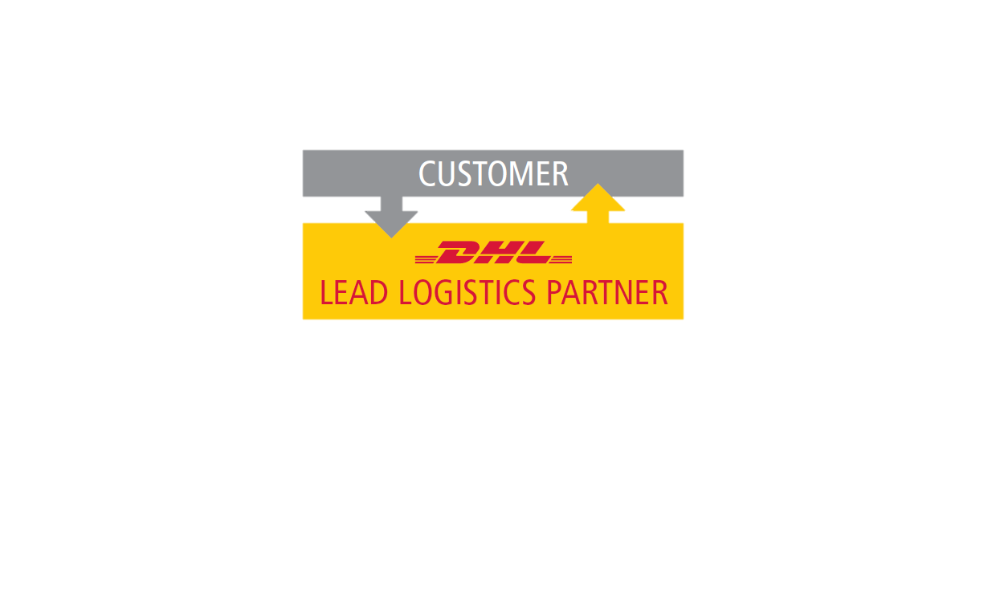 CUSTOMER
DHL
LEAD LOGISTICS PARTNER